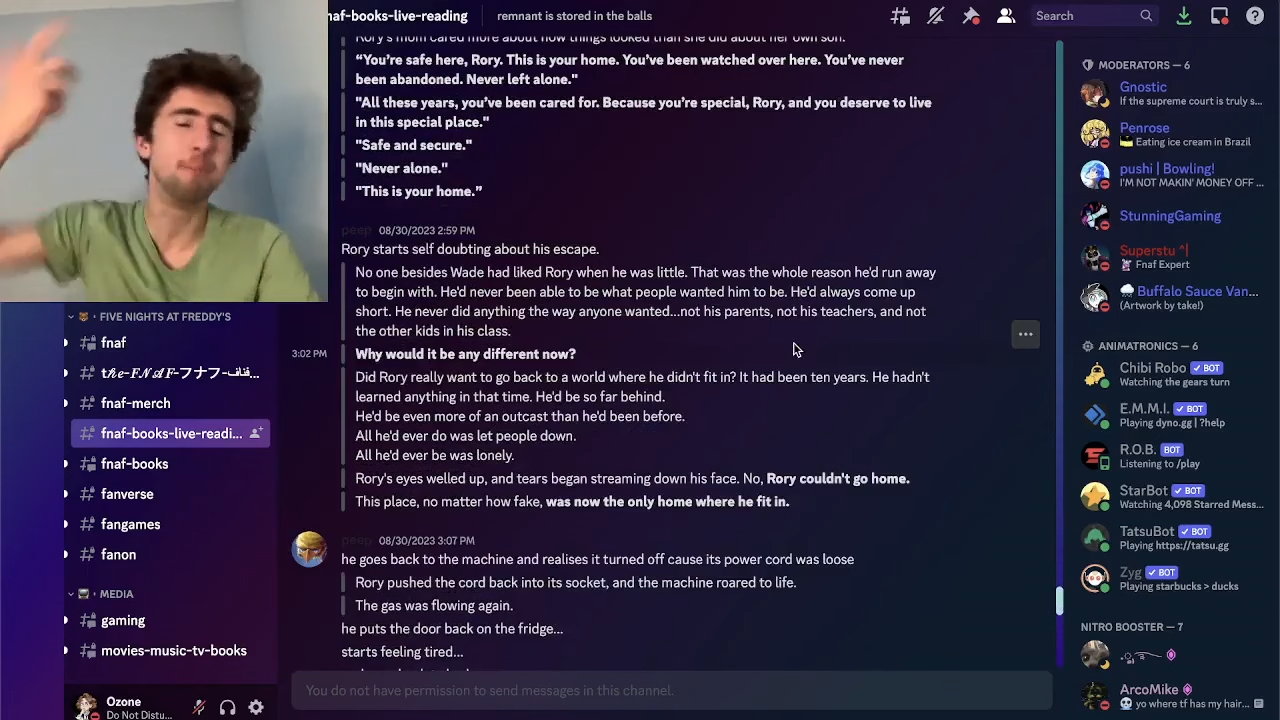 fnaf-books-live-reading
remnant is stored in the balls
Search
Rory's mom cared more about how things looked than she did about her own son.
“You’re safe here, Rory. This is your home. You’ve been watched over here. You’ve never
been abandoned. Never left alone."
"All these years, you’ve been cared for. Because you’re special, Rory, and you deserve to live
in this special place."
"Safe and secure."
"Never alone."
"This is your home.”
peep 08/30/2023 2:59 PM
Rory starts self doubting about his escape.
No one besides Wade had liked Rory when he was little. That was the whole reason he'd run away
to begin with. He'd never been able to be what people wanted him to be. He'd always come up
short. He never did anything the way anyone wanted...not his parents, not his teachers, and not
the other kids in his class.
3:02 PM
Why would it be any different now?
Did Rory really want to go back to a world where he didn't fit in? It had been ten years. He hadn't
learned anything in that time. He'd be so far behind.
He'd be even more of an outcast than he'd been before.
All he'd ever do was let people down.
All he'd ever be was lonely.
Rory's eyes welled up, and tears began streaming down his face. No, Rory couldn't go home.
This place, no matter how fake, was now the only home where he fit in.
peep 08/30/2023 3:07 PM
he goes back to the machine and realises it turned off cause its power cord was loose
Rory pushed the cord back into its socket, and the machine roared to life.
The gas was flowing again.
he puts the door back on the fridge...
starts feeling tired...
You do not have permission to send messages in this channel.
FIVE NIGHTS AT FREDDY'S
fnaf
fnaf-merch
fnaf-books-live-readi...
fnaf-books
fanverse
fangames
fanon
MEDIA
gaming
movies-music-tv-books
Ozone
Do Not Distu...
MODERATORS — 6
Gnostic
If the supreme court is truly s...
Penrose
Eating ice cream in Brazil
pushi | Bowling!
I'M NOT MAKIN' MONEY OFF ...
StunningGaming
Superstu ^|
Fnaf Expert
Buffalo Sauce Van...
(Artwork by take!)
ANIMATRONICS — 6
Chibi Robo BOT
Watching the gears turn
E.M.M.I. BOT
Playing dyno.gg | ?help
R.O.B. BOT
Listening to /play
StarBot BOT
Watching 4,098 Starred Mess...
TatsuBot BOT
Playing https://tatsu.gg
Zyg BOT
Playing starbucks > ducks
NITRO BOOSTER — 7
ArcoMike
yo where tf has my hair...